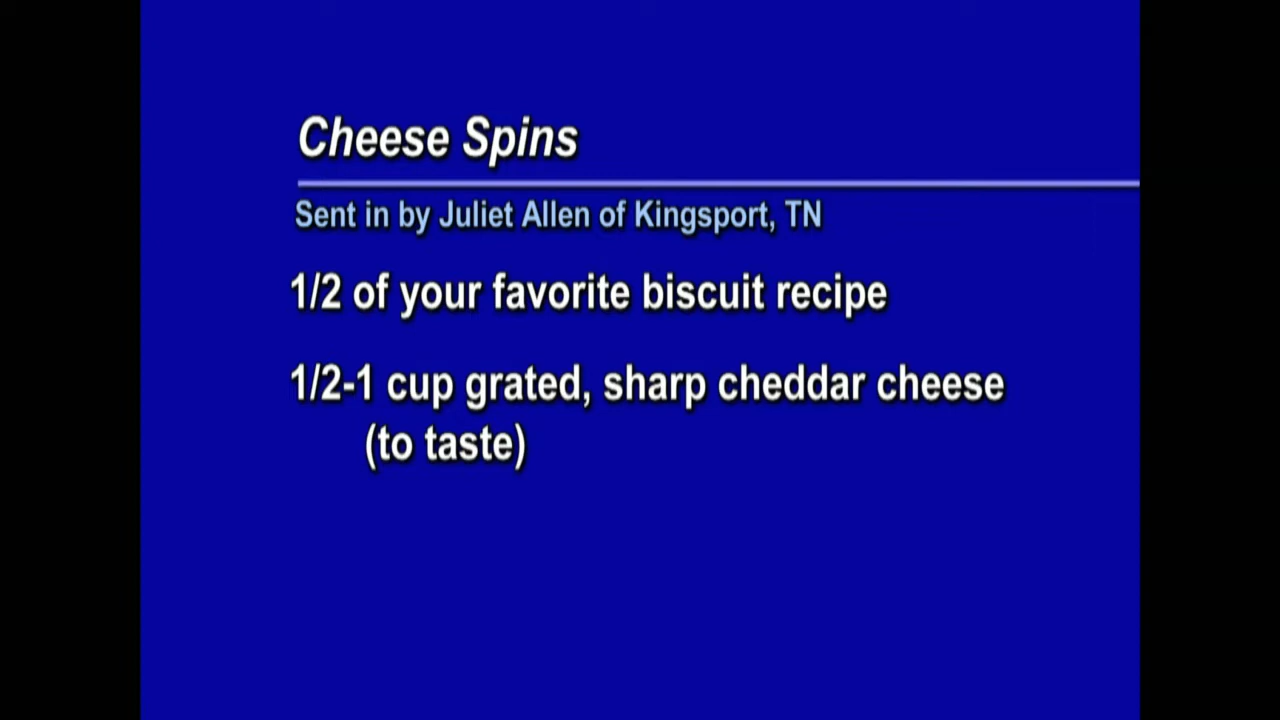 Cheese Spins
Sent in by Juliet Allen of Kingsport, TN
1/2 of your favorite biscuit recipe
1/2-1 cup grated, sharp cheddar cheese
(to taste)